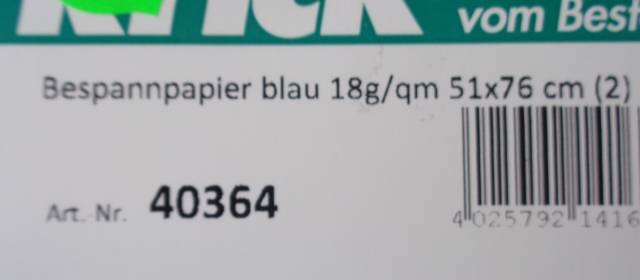 vom Best
Bespannpapier blau 18g/qm 51x76 cm (2)
Art. Nr. 40364
4 025792 1416